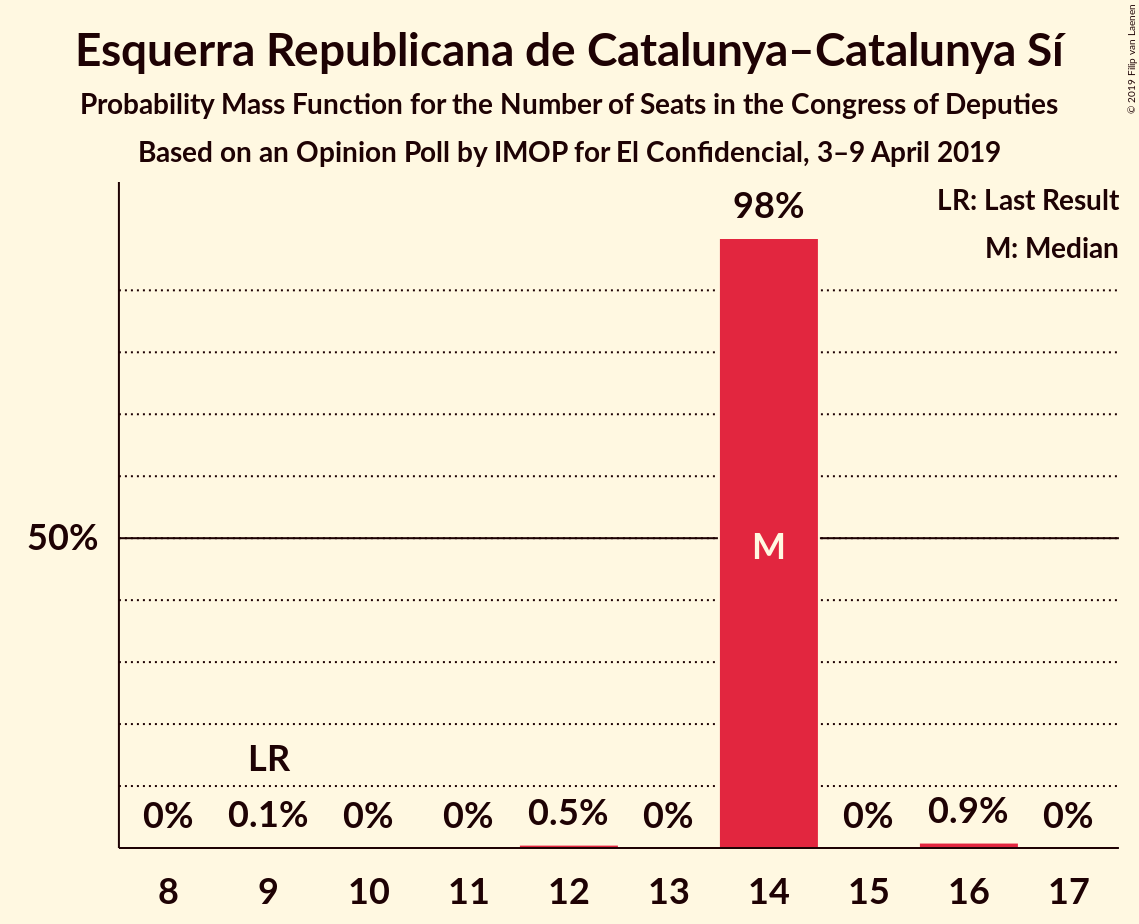 Esquerra Republicana de Catalunya–Catalunya Sí
Probability Mass Function for the Number of Seats in the Congress of Deputies
Based on an Opinion Poll by IMOP for El Confidencial, 3–9 April 2019
© 2019 Filip van Laenen
LR: Last Result
M: Median
98%
50%
M
LR
0% 0.1% 0% 0% 0.5% 0% 0% 0.9% 0%
8 9 10 11 12 13 14 15 16 17